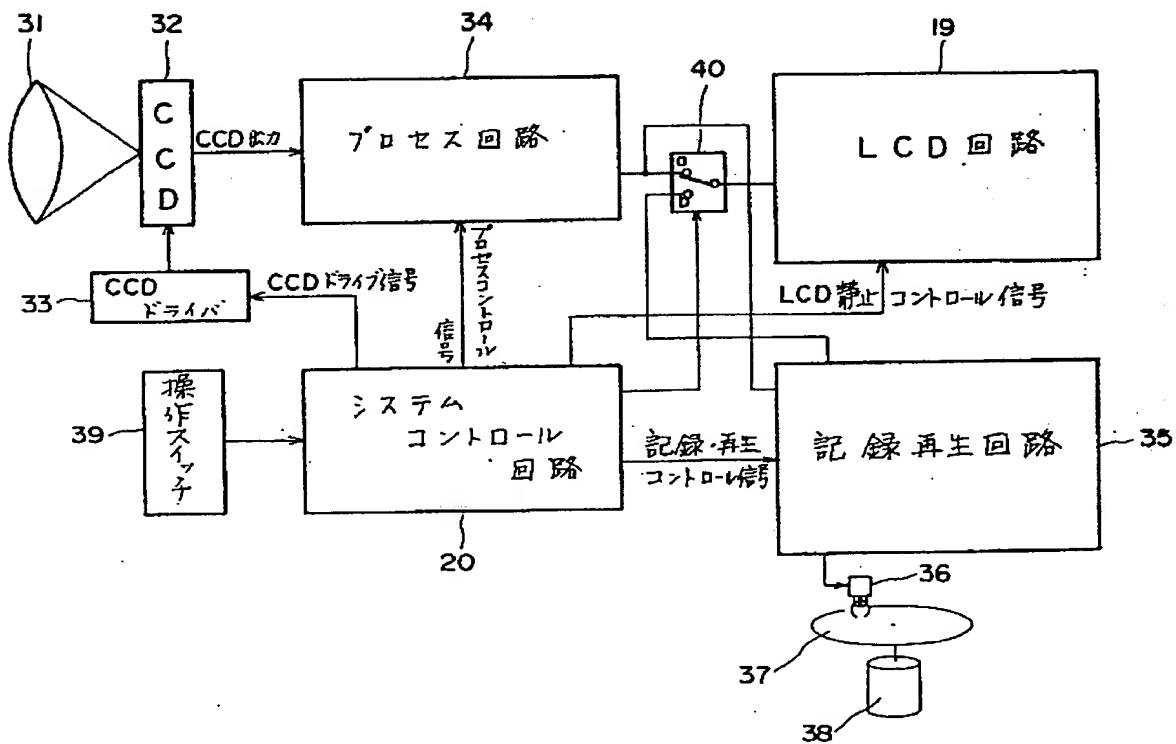 31
32
34
40
19
CCD
CCD出力
プロセス回路
a
b
LCD回路
33
CCD
ドライバ
CCDドライブ信号
プロセスコントロール
信号
LCD静止コントロール信号
39
操作スイッチ
システム
コントロール
回路
20
記録・再生
コントロール信号
記録再生回路
35
36
37
38